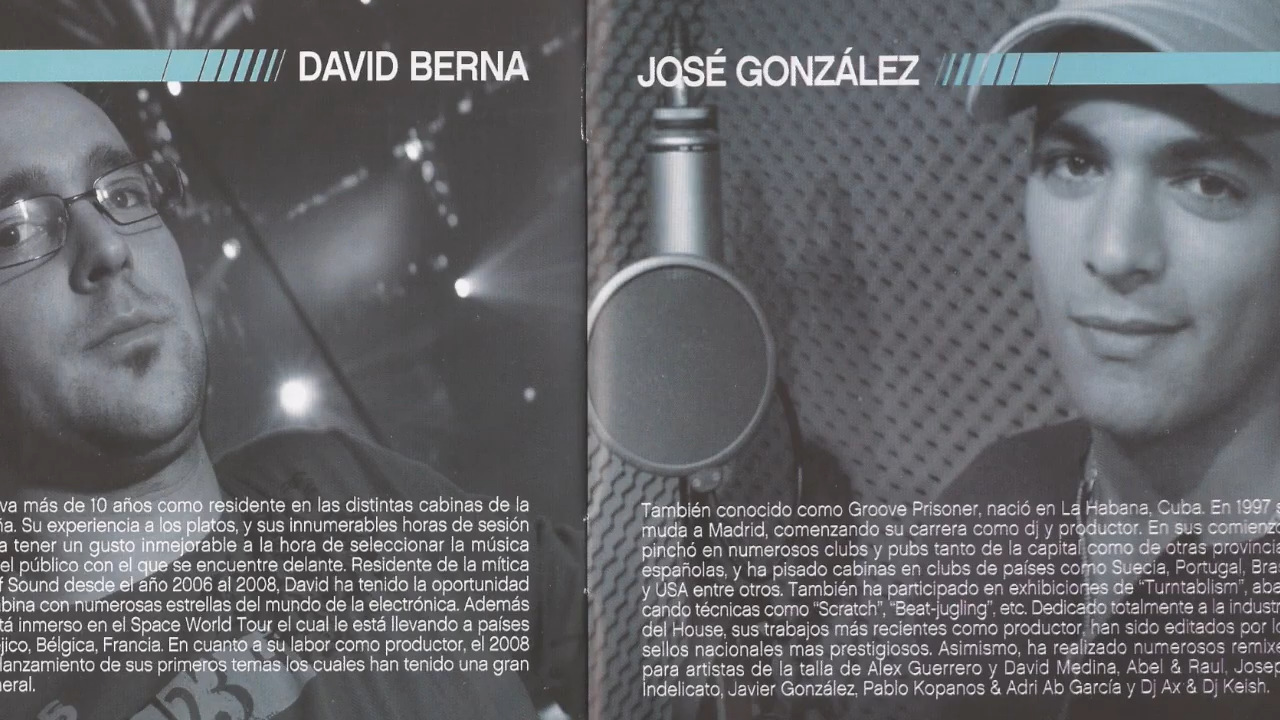 DAVID BERNA
va más de 10 años como residente en las distintas cabinas de la
ña. Su experiencia a los platos, y sus innumerables horas de sesión
a tener un gusto inmejorable a la hora de seleccionar la música
el público con el que se encuentre delante. Residente de la mítica
f Sound desde el año 2006 al 2008, David ha tenido la oportunidad
abina con numerosas estrellas del mundo de la electrónica. Además
tá inmerso en el Space World Tour el cual le está llevando a países
éjico, Bélgica, Francia. En cuanto a su labor como productor, el 2008
lanzamiento de sus primeros temas los cuales han tenido una gran
neral.
JOSÉ GONZÁLEZ
También conocido como Groove Prisoner, nació en La Habana, Cuba. En 1997 s
muda a Madrid, comenzando su carrera como dj y productor. En sus comienzo
pinchó en numerosos clubs y pubs tanto de la capital como de otras provincia
españolas, y ha pisado cabinas en clubs de países como Suecia, Portugal, Bras
y USA entre otros. También ha participado en exhibiciones de “Turntablism”, aba
cando técnicas como “Scratch”, “Beat-jugling”, etc. Dedicado totalmente a la industr
del House, sus trabajos más recientes como productor, han sido editados por lo
sellos nacionales mas prestigiosos. Asimismo, ha realizado numerosos remixe
para artistas de la talla de Alex Guerrero y David Medina, Abel & Raul, Josep
Indelicato, Javier González, Pablo Kopanos & Adri Ab García y Dj Ax & Dj Keish.